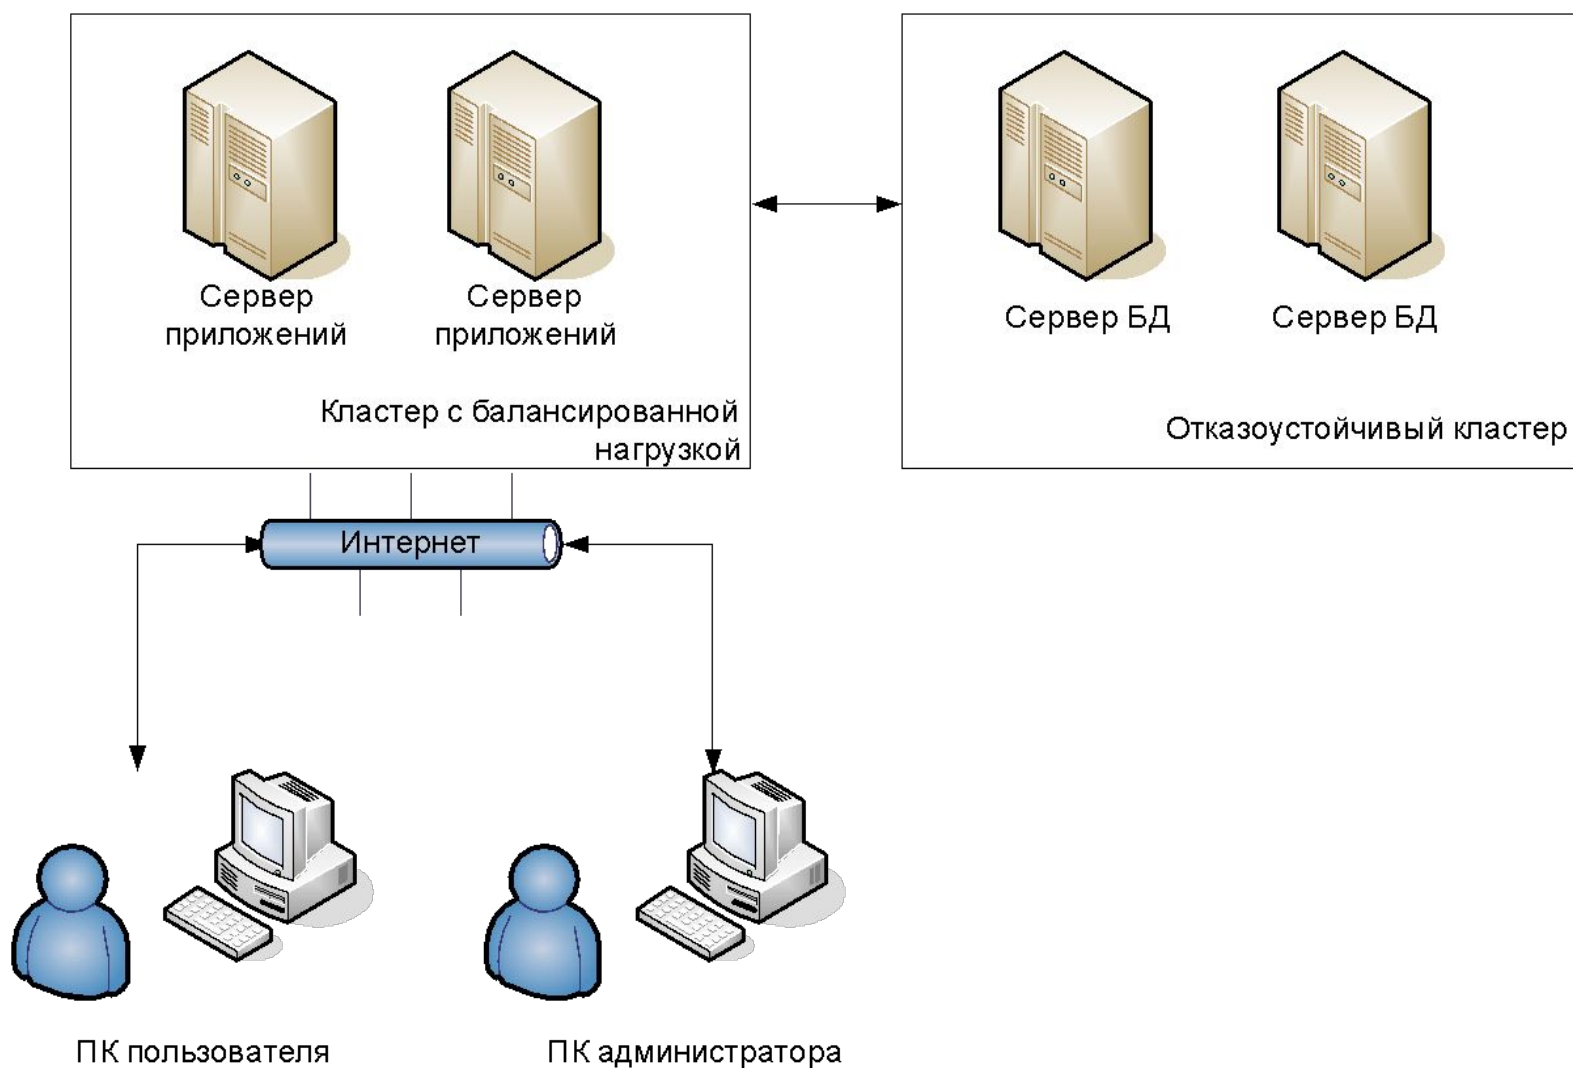 Сервер
приложений
Сервер
приложений
Кластер с балансированной
нагрузкой
Сервер БД
Сервер БД
Отказоустойчивый кластер
Интернет
ПК пользователя
ПК администратора